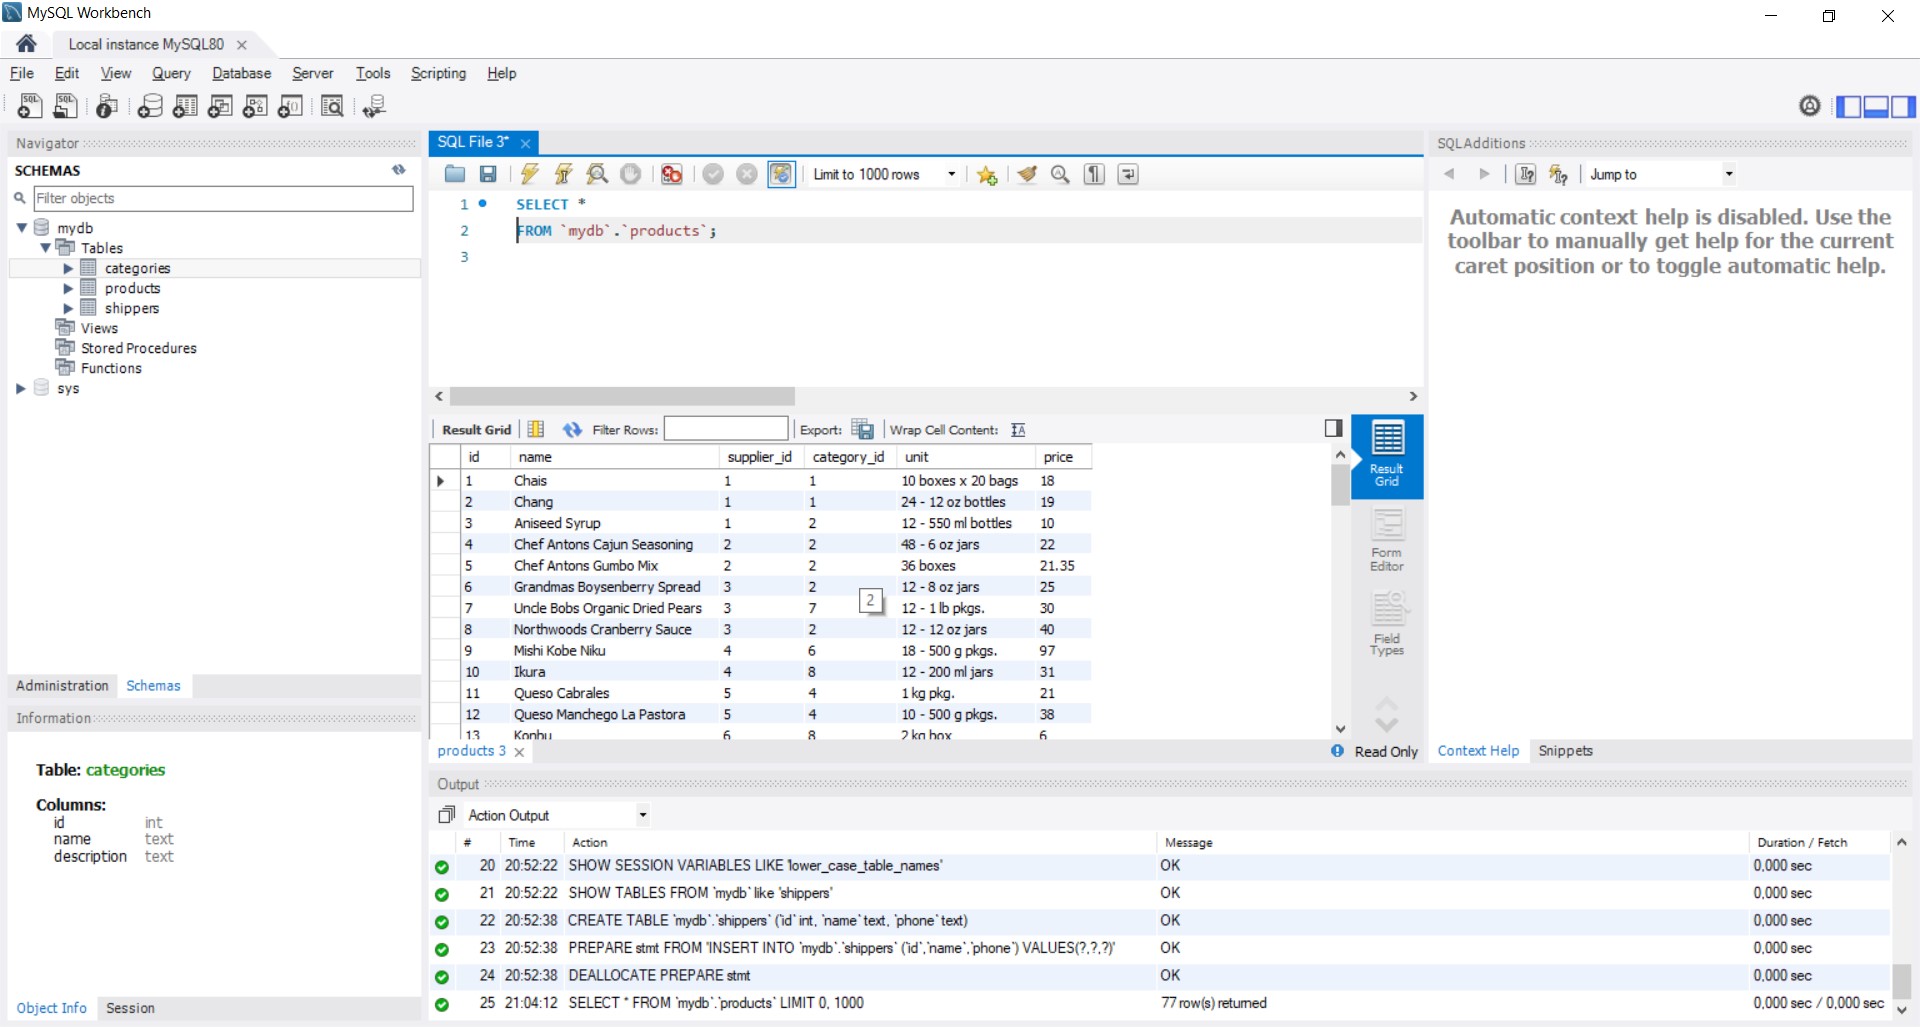 MySQL Workbench
Local instance MySQL80
File Edit View Query Database Server Tools Scripting Help
Navigator
SCHEMAS
Filter objects
mydb
Tables
categories
products
shippers
Views
Stored Procedures
Functions
sys
Administration Schemas
Information
Table: categories
Columns:
id int
name text
description text
Object Info Session
SQL File 3*
Limit to 1000 rows
1 SELECT *
2 FROM `mydb`.`products`;
3
Result Grid Filter Rows: Export: Wrap Cell Content:
id name supplier_id category_id unit price
1 Chais 1 1 10 boxes x 20 bags 18
2 Chang 1 1 24 - 12 oz bottles 19
3 Aniseed Syrup 1 2 12 - 550 ml bottles 10
4 Chef Antons Cajun Seasoning 2 2 48 - 6 oz jars 22
5 Chef Antons Gumbo Mix 2 2 36 boxes 21.35
6 Grandmas Boysenberry Spread 3 2 12 - 8 oz jars 25
7 Uncle Bobs Organic Dried Pears 3 7 12 - 1 lb pkgs. 30
8 Northwoods Cranberry Sauce 3 2 12 - 12 oz jars 40
9 Mishi Kobe Niku 4 6 18 - 500 g pkgs. 97
10 Ikura 4 8 12 - 200 ml jars 31
11 Queso Cabrales 5 4 1 kg pkg. 21
12 Queso Manchego La Pastora 5 4 10 - 500 g pkgs. 38
13 Konbu 6 8 2 kg box 6
2
Result
Grid
Form
Editor
Field
Types
products 3
Read Only
SQLAdditions
Jump to
Automatic context help is disabled. Use the
toolbar to manually get help for the current
caret position or to toggle automatic help.
Context Help Snippets
Output
Action Output
# Time Action Message Duration / Fetch
20 20:52:22 SHOW SESSION VARIABLES LIKE 'lower_case_table_names' OK 0,000 sec
21 20:52:22 SHOW TABLES FROM `mydb` like 'shippers' OK 0,000 sec
22 20:52:38 CREATE TABLE `mydb`.`shippers` (`id` int, `name` text, `phone` text) OK 0,000 sec
23 20:52:38 PREPARE stmt FROM 'INSERT INTO `mydb`.`shippers` (`id`,`name`,`phone`) VALUES(?,?,?)' OK 0,000 sec
24 20:52:38 DEALLOCATE PREPARE stmt OK 0,000 sec
25 21:04:12 SELECT * FROM `mydb`.`products` LIMIT 0, 1000 77 row(s) returned 0,000 sec / 0,000 sec